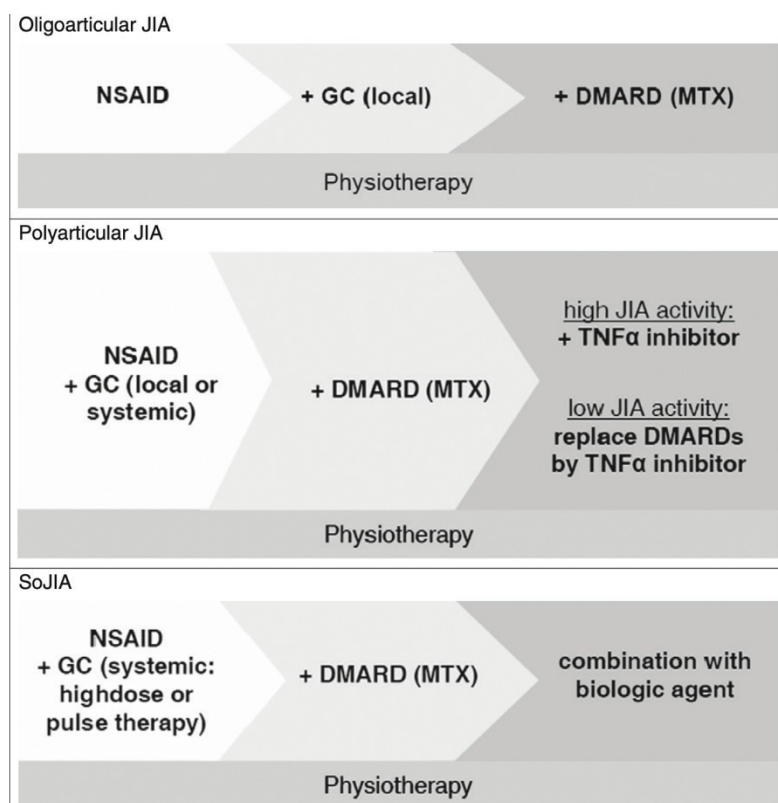 Oligoarticular JIA
NSAID
+ GC (local)
+ DMARD (MTX)
Physiotherapy
Polyarticular JIA
NSAID
+ GC (local or
systemic)
+ DMARD (MTX)
high JIA activity:
+ TNFα inhibitor
low JIA activity:
replace DMARDs
by TNFα inhibitor
Physiotherapy
SoJIA
NSAID
+ GC (systemic:
highdose or
pulse therapy)
+ DMARD (MTX)
combination with
biologic agent
Physiotherapy